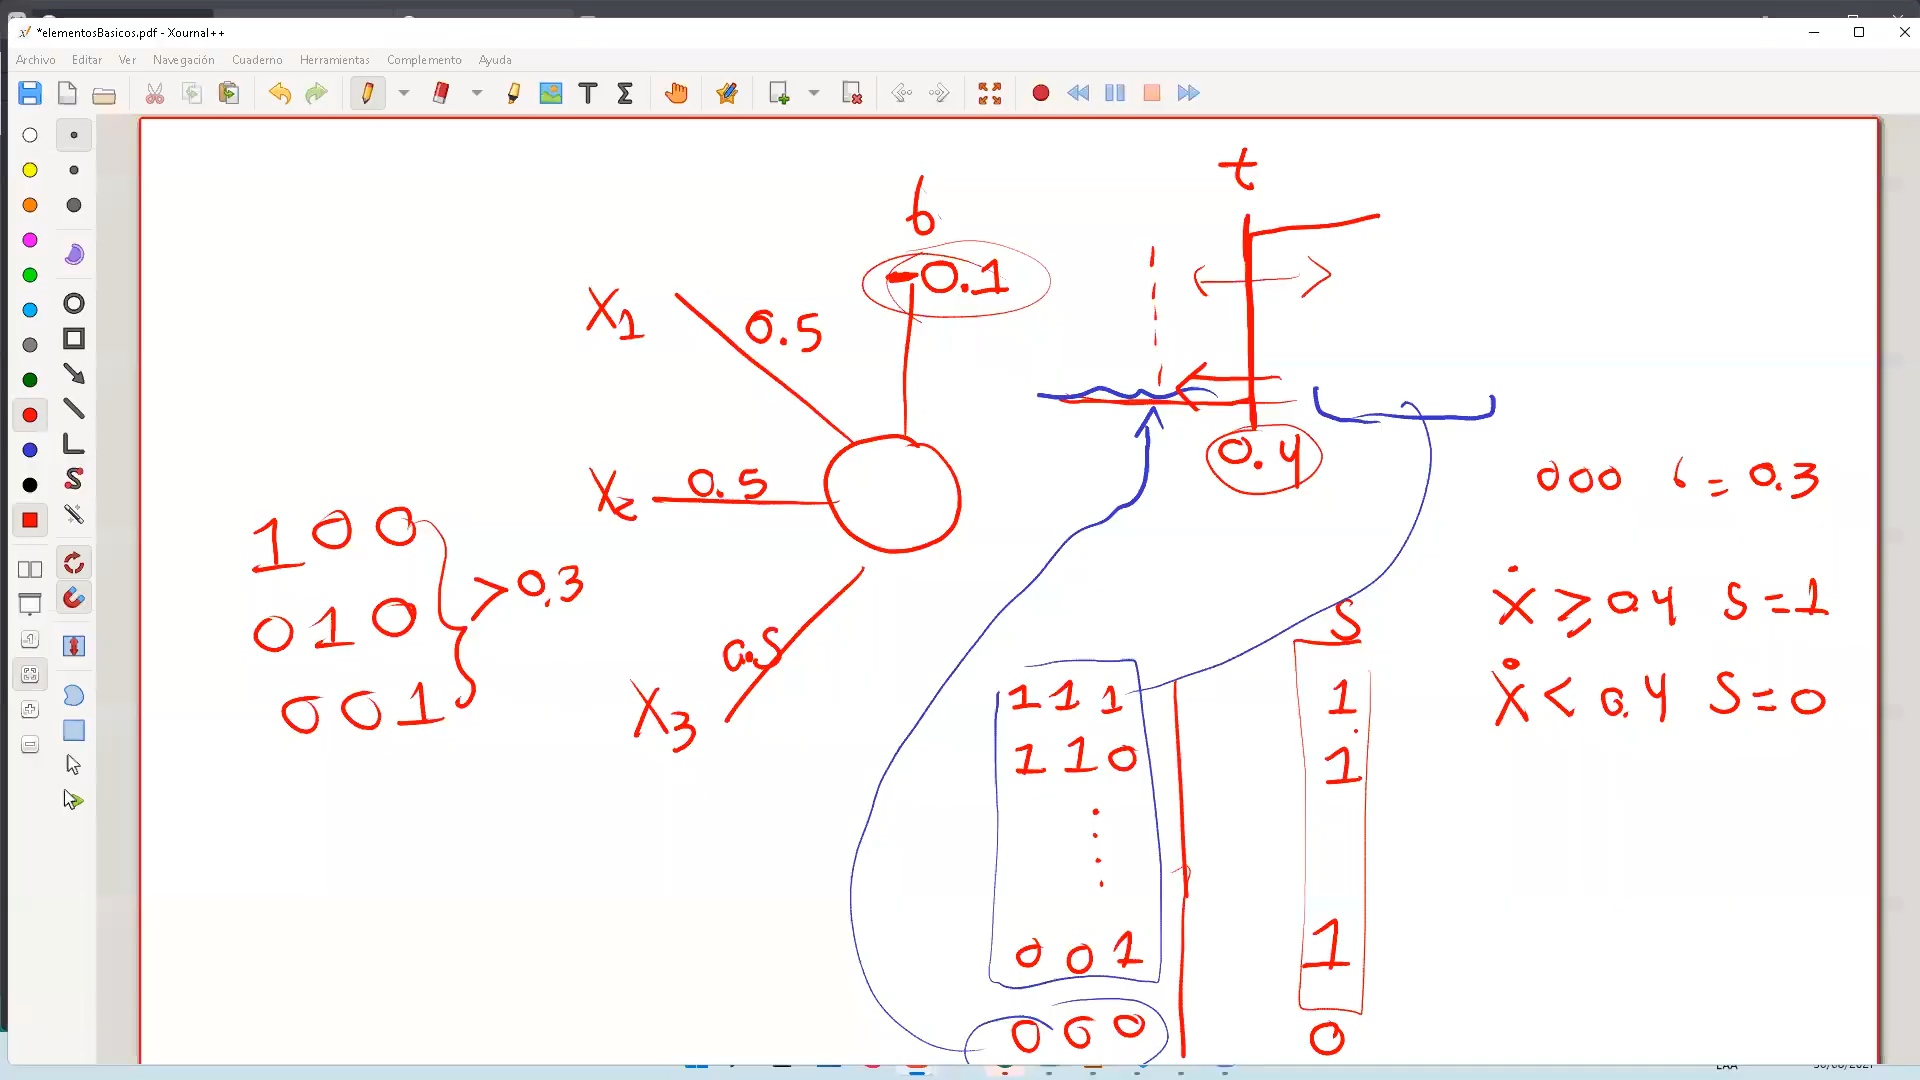 *elementosBasicos.pdf - Xournal++
Archivo Editar Ver Navegación Cuaderno Herramientas Complemento Ayuda
t
b
-0.1
X1 0.5
0.4
X2 0.5
000 b = 0.3
1 0 0
0 1 0
0 0 1
> 0.3
0.5
X3
X ≥ 0.4 S = 1
X < 0.4 S = 0
S
1 1 1 1
1 1 0 1
0 0 1 1
0 0 0 0